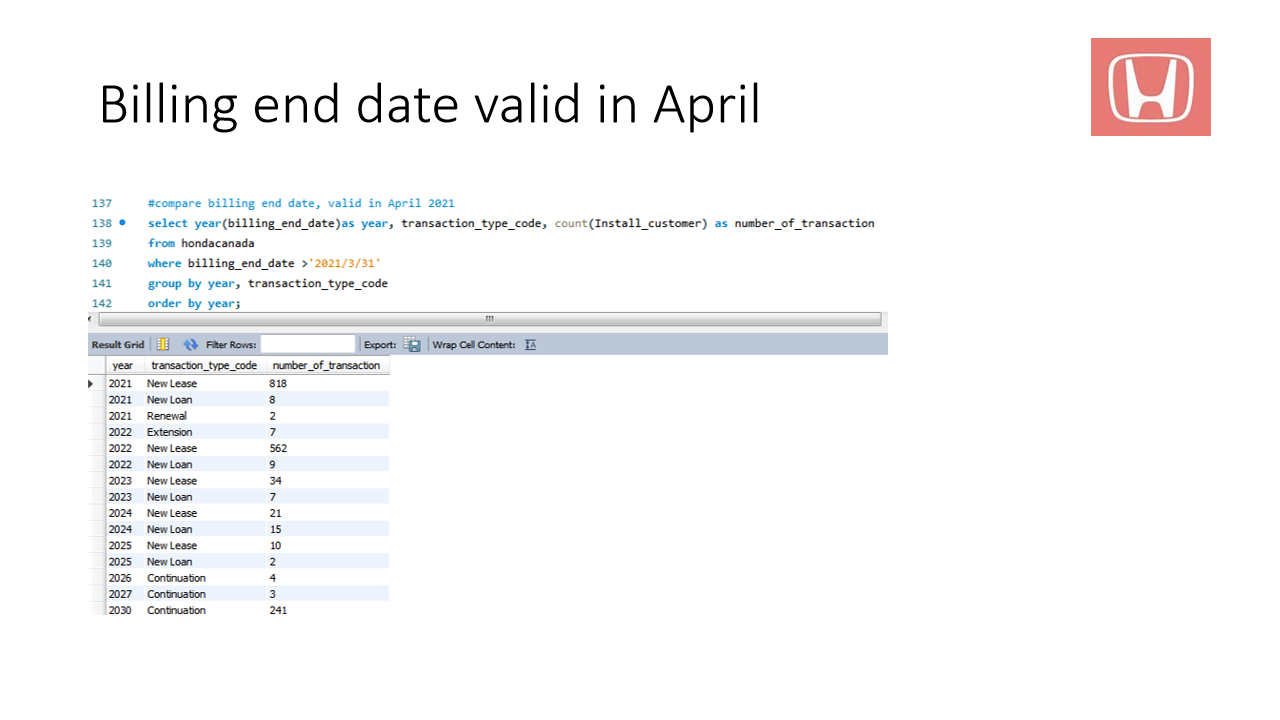 Billing end date valid in April
137 #compare billing end date, valid in April 2021
138 select year(billing_end_date)as year, transaction_type_code, count(Install_customer) as number_of_transaction
139 from hondacanada
140 where billing_end_date >'2021/3/31'
141 group by year, transaction_type_code
142 order by year;
Result Grid Filter Rows: Export: Wrap Cell Content:
year transaction_type_code number_of_transaction
2021 New Lease 818
2021 New Loan 8
2021 Renewal 2
2022 Extension 7
2022 New Lease 562
2022 New Loan 9
2023 New Lease 34
2023 New Loan 7
2024 New Lease 21
2024 New Loan 15
2025 New Lease 10
2025 New Loan 2
2026 Continuation 4
2027 Continuation 3
2030 Continuation 241